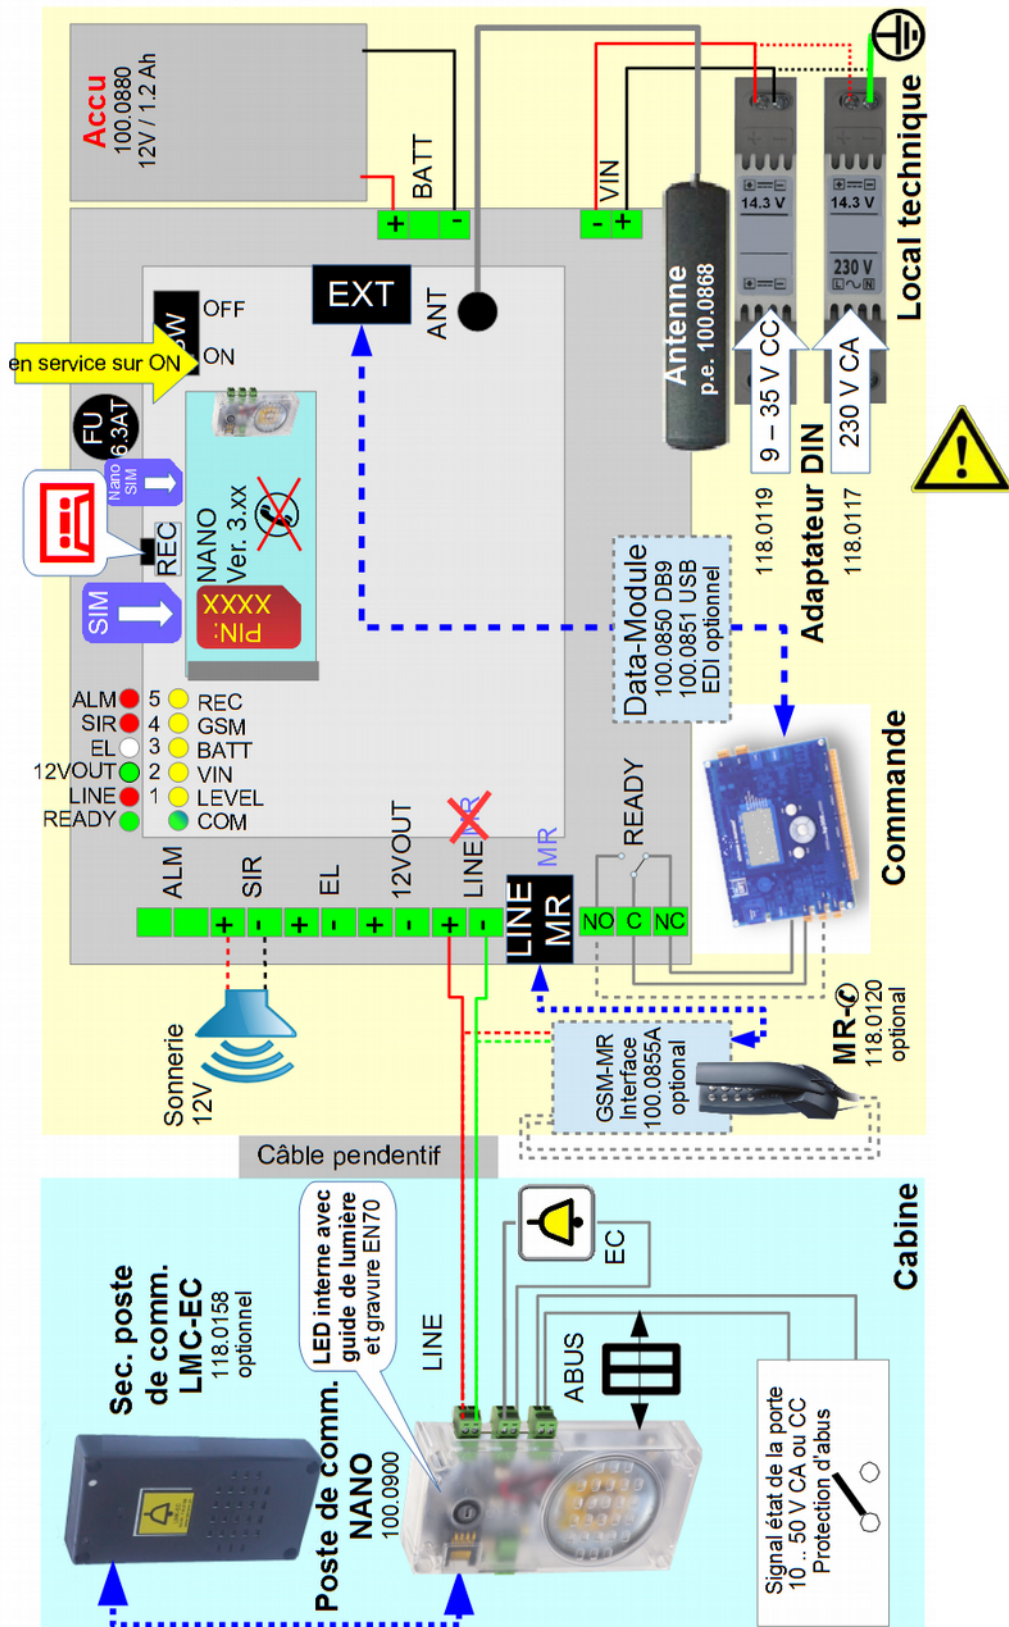 Accu
100.0880
12V / 1.2 Ah
+
BATT
-
-
VIN
+
EXT
ANT
OFF
ON
en service sur ON
FU
6.3AT
Nano
SIM
REC
SIM
NANO
Ver. 3.xx
PIN:
XXXX
Antenne
p.e. 100.0868
14.3 V
14.3 V
230 V
L N
9 – 35 V CC
230 V CA
118.0119
118.0117
Adaptateur DIN
Local technique
Data-Module
100.0850 DB9
100.0851 USB
EDI optionnel
ALM 5 REC
SIR 4 GSM
EL 3 BATT
12VOUT 2 VIN
LINE 1 LEVEL
READY COM
ALM
SIR
EL
12VOUT
LINE
MR
MR
READY
+
-
+
-
+
-
+
-
LINE
MR
NO
C
NC
Commande
Sonnerie
12V
GSM-MR
Interface
100.0855A
optional
MR-✆
118.0120
optional
Câble pendentif
Cabine
Sec. poste
de comm.
LMC-EC
118.0158
optionnel
LED interne avec
guide de lumière
et gravure EN70
Poste de comm.
NANO
100.0900
LINE
EC
ABUS
Signal état de la porte
10 .. 50 V CA ou CC
Protection d'abus